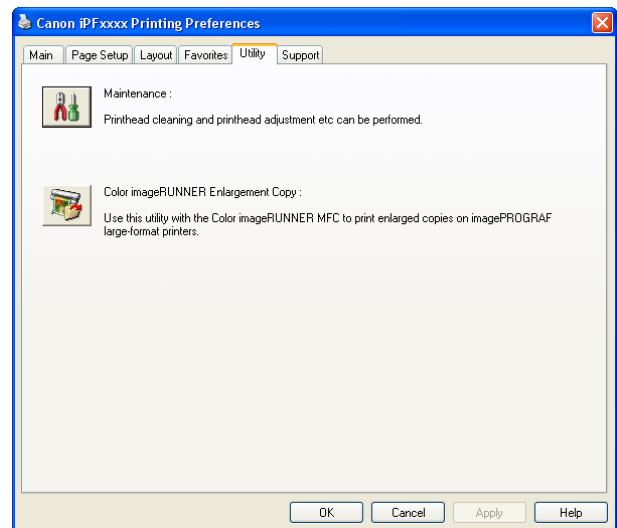 Canon iPFxxxx Printing Preferences
Main Page Setup Layout Favorites Utility Support
Maintenance :
Printhead cleaning and printhead adjustment etc can be performed.
Color imageRUNNER Enlargement Copy :
Use this utility with the Color imageRUNNER MFC to print enlarged copies on imagePROGRAF
large-format printers.
OK Cancel Apply Help